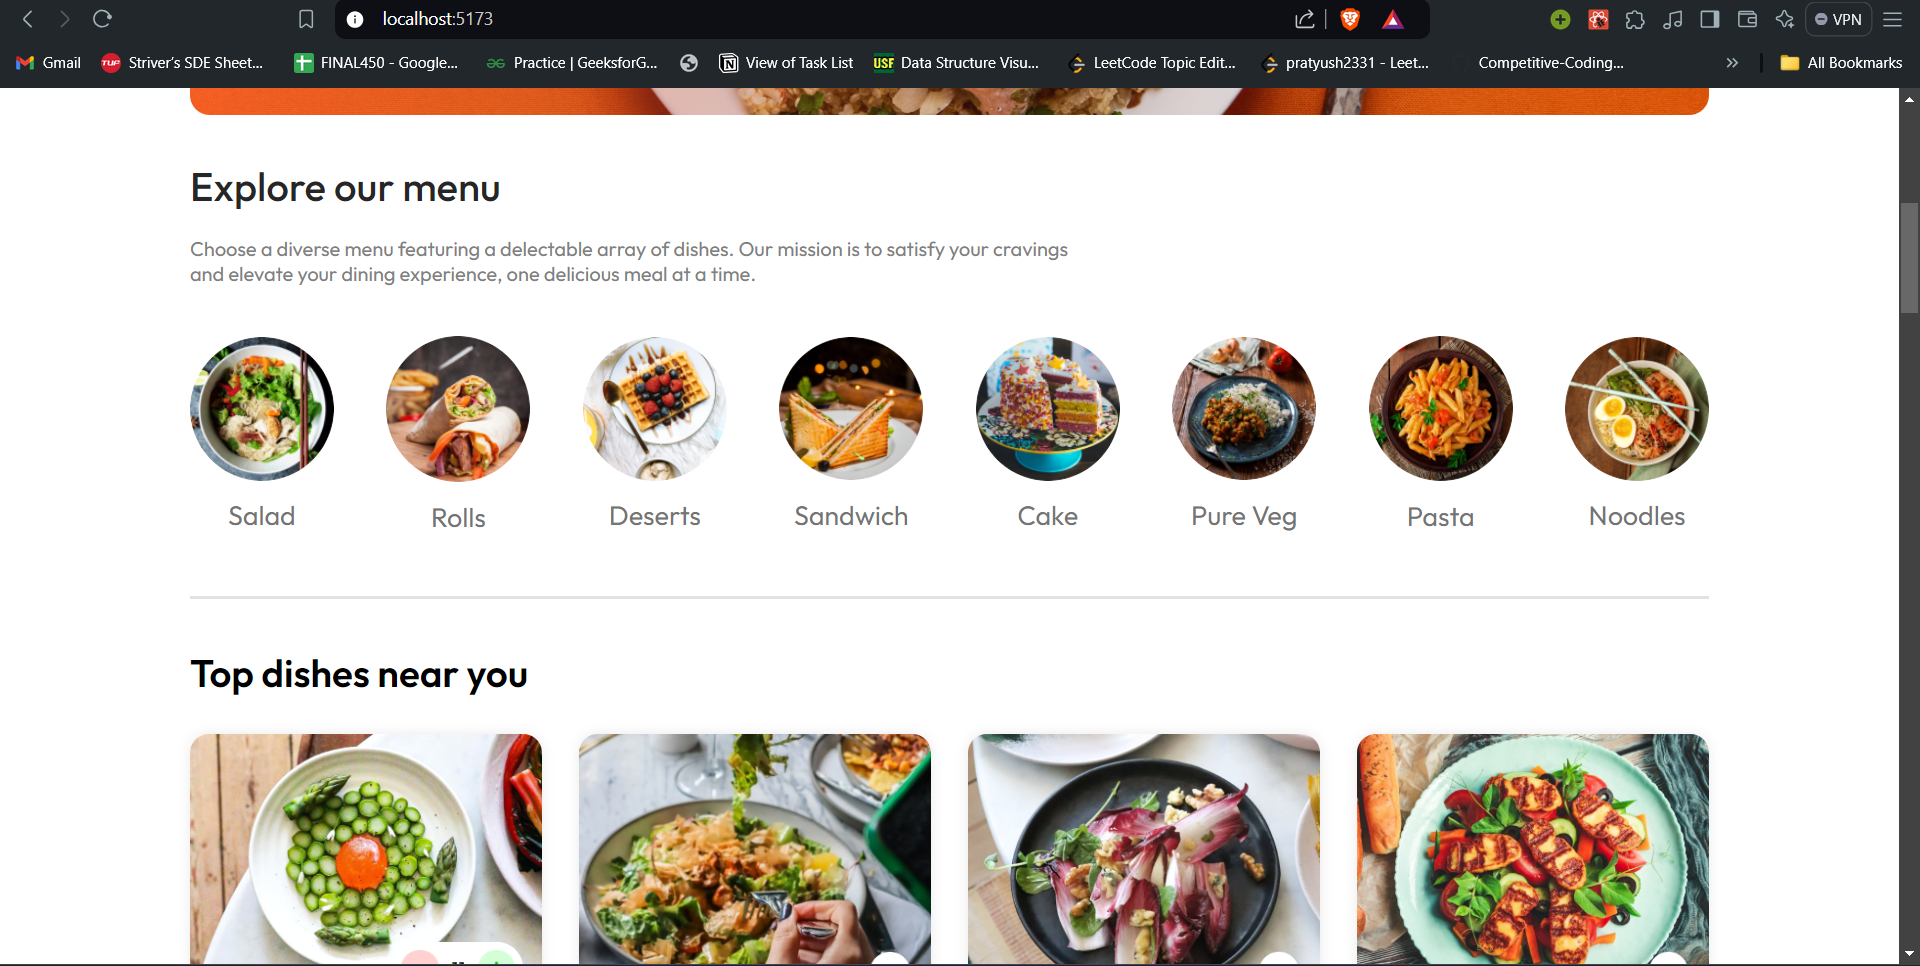 localhost:5173
VPN
Gmail
Striver's SDE Sheet...
FINAL450 - Google...
Practice | GeeksforG...
View of Task List
USF Data Structure Visu...
LeetCode Topic Edit...
pratyush2331 - Leet...
Competitive-Coding...
All Bookmarks
Explore our menu
Choose a diverse menu featuring a delectable array of dishes. Our mission is to satisfy your cravings
and elevate your dining experience, one delicious meal at a time.
Salad
Rolls
Deserts
Sandwich
Cake
Pure Veg
Pasta
Noodles
Top dishes near you